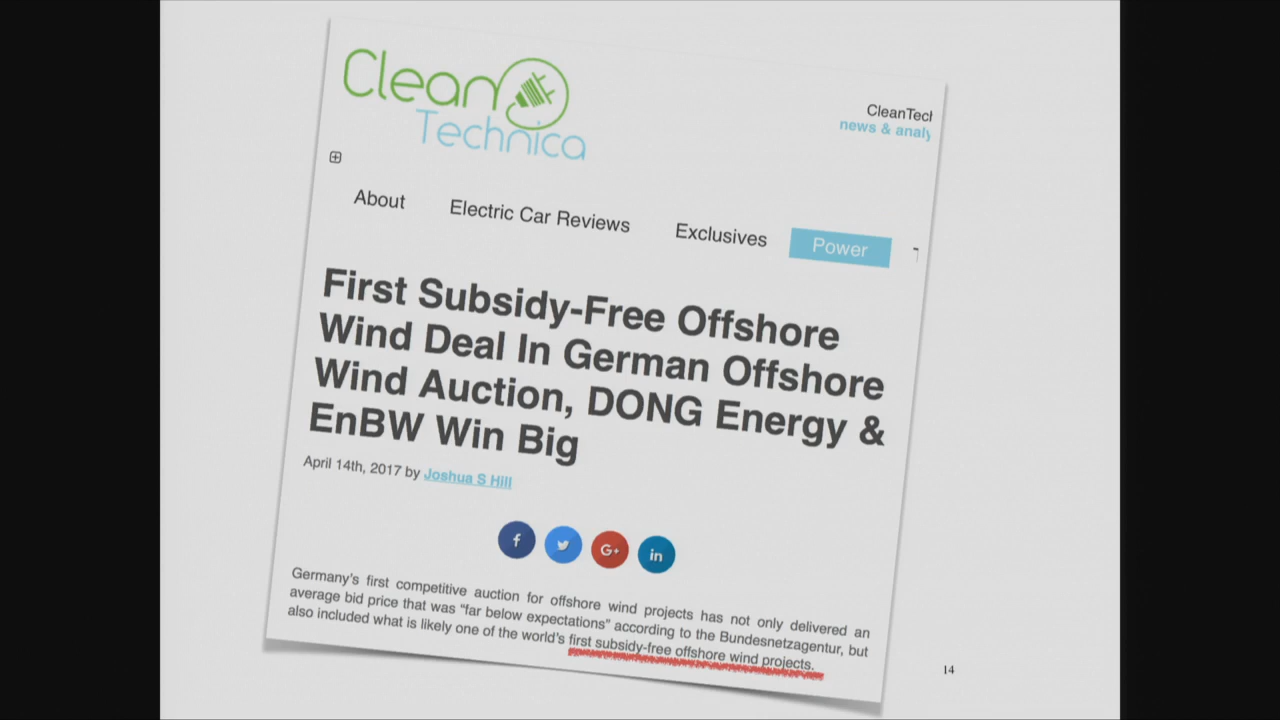 Clean
Technica
CleanTech
news & analy
About Electric Car Reviews Exclusives Power T
First Subsidy-Free Offshore
Wind Deal In German Offshore
Wind Auction, DONG Energy &
EnBW Win Big
April 14th, 2017 by Joshua S Hill
f G+ in
Germany's first competitive auction for offshore wind projects has not only delivered an
average bid price that was “far below expectations” according to the Bundesnetzagentur, but
also included what is likely one of the world's first subsidy-free offshore wind projects.
14